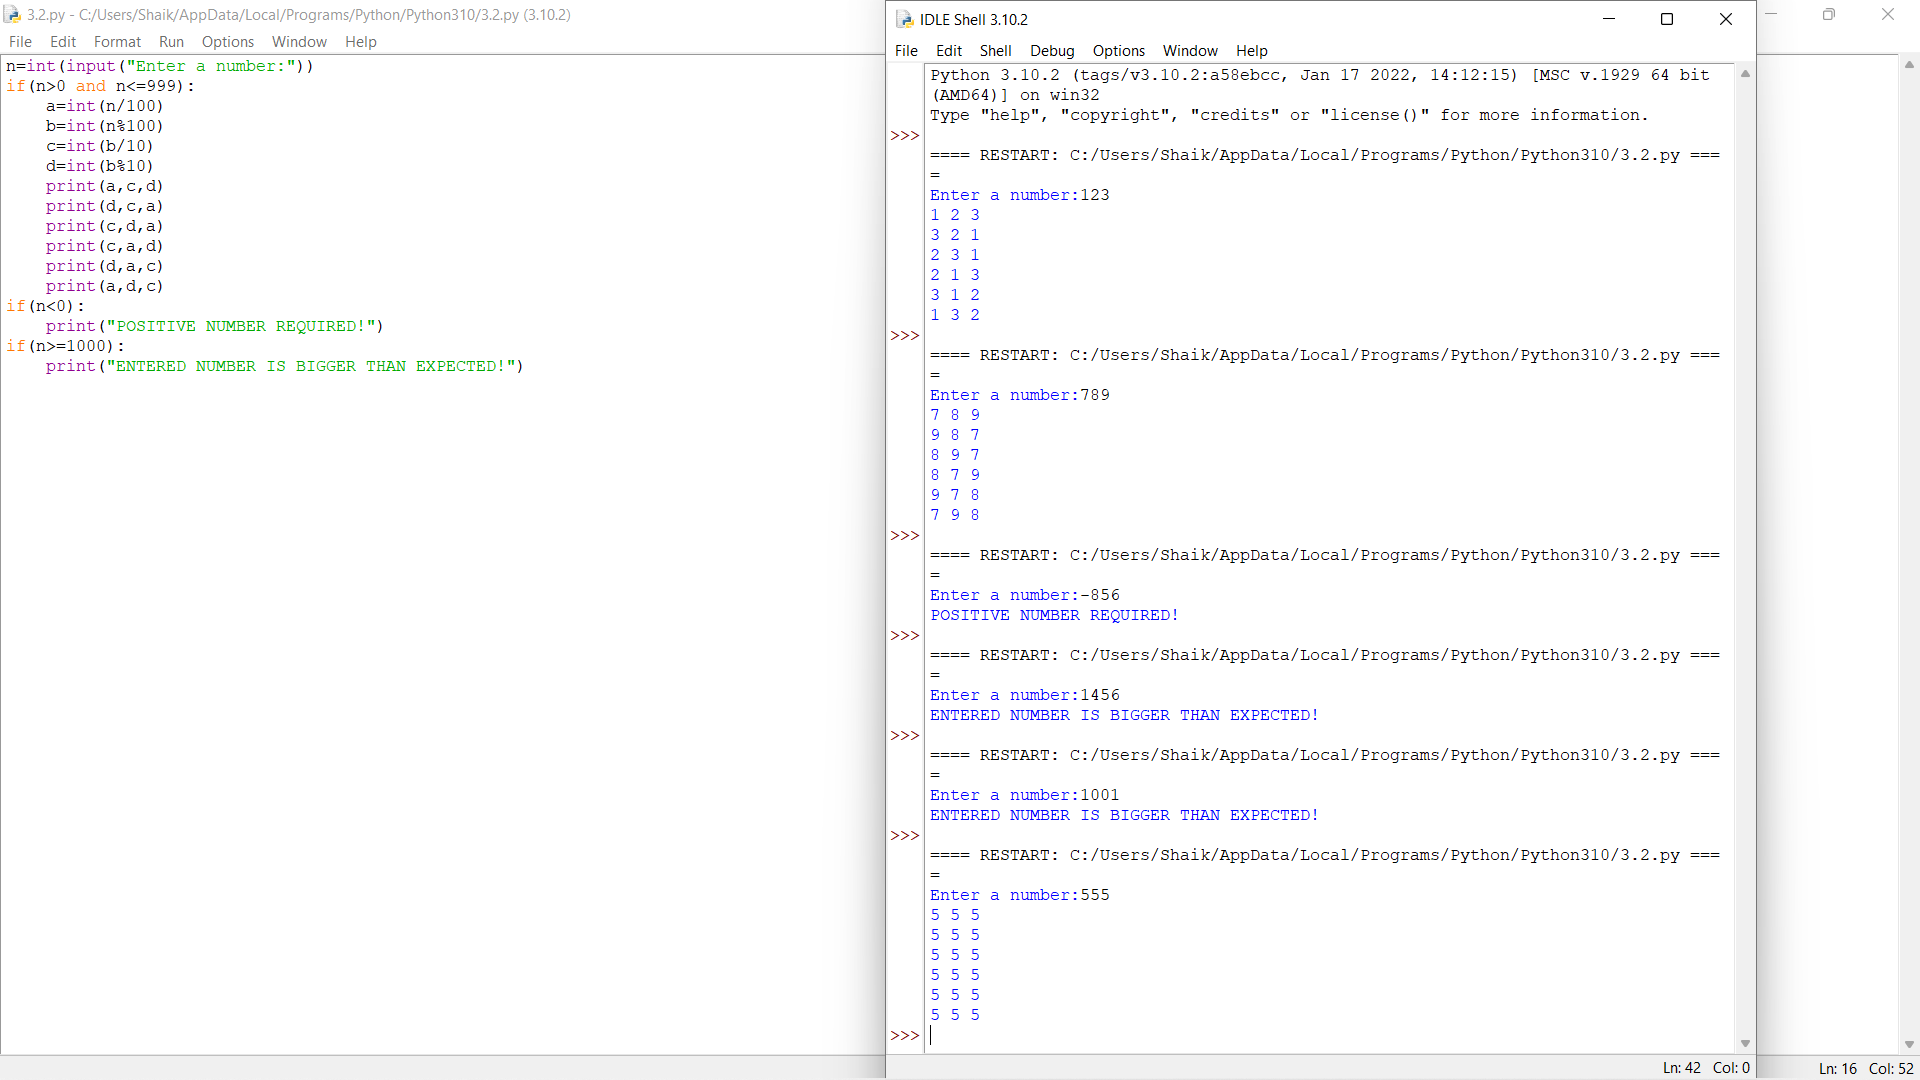 3.2.py - C:/Users/Shaik/AppData/Local/Programs/Python/Python310/3.2.py (3.10.2)
File Edit Format Run Options Window Help
n=int(input("Enter a number:"))
if(n>0 and n<=999):
    a=int(n/100)
    b=int(n%100)
    c=int(b/10)
    d=int(b%10)
    print(a,c,d)
    print(d,c,a)
    print(c,d,a)
    print(c,a,d)
    print(d,a,c)
    print(a,d,c)
if(n<0):
    print("POSITIVE NUMBER REQUIRED!")
if(n>=1000):
    print("ENTERED NUMBER IS BIGGER THAN EXPECTED!")
IDLE Shell 3.10.2
File Edit Shell Debug Options Window Help
Python 3.10.2 (tags/v3.10.2:a58ebcc, Jan 17 2022, 14:12:15) [MSC v.1929 64 bit
(AMD64)] on win32
Type "help", "copyright", "credits" or "license()" for more information.
>>>
==== RESTART: C:/Users/Shaik/AppData/Local/Programs/Python/Python310/3.2.py ===
=
Enter a number:123
1 2 3
3 2 1
2 3 1
2 1 3
3 1 2
1 3 2
>>>
==== RESTART: C:/Users/Shaik/AppData/Local/Programs/Python/Python310/3.2.py ===
=
Enter a number:789
7 8 9
9 8 7
8 9 7
8 7 9
9 7 8
7 9 8
>>>
==== RESTART: C:/Users/Shaik/AppData/Local/Programs/Python/Python310/3.2.py ===
=
Enter a number:-856
POSITIVE NUMBER REQUIRED!
>>>
==== RESTART: C:/Users/Shaik/AppData/Local/Programs/Python/Python310/3.2.py ===
=
Enter a number:1456
ENTERED NUMBER IS BIGGER THAN EXPECTED!
>>>
==== RESTART: C:/Users/Shaik/AppData/Local/Programs/Python/Python310/3.2.py ===
=
Enter a number:1001
ENTERED NUMBER IS BIGGER THAN EXPECTED!
>>>
==== RESTART: C:/Users/Shaik/AppData/Local/Programs/Python/Python310/3.2.py ===
=
Enter a number:555
5 5 5
5 5 5
5 5 5
5 5 5
5 5 5
5 5 5
>>>
Ln: 42 Col: 0
Ln: 16 Col: 52